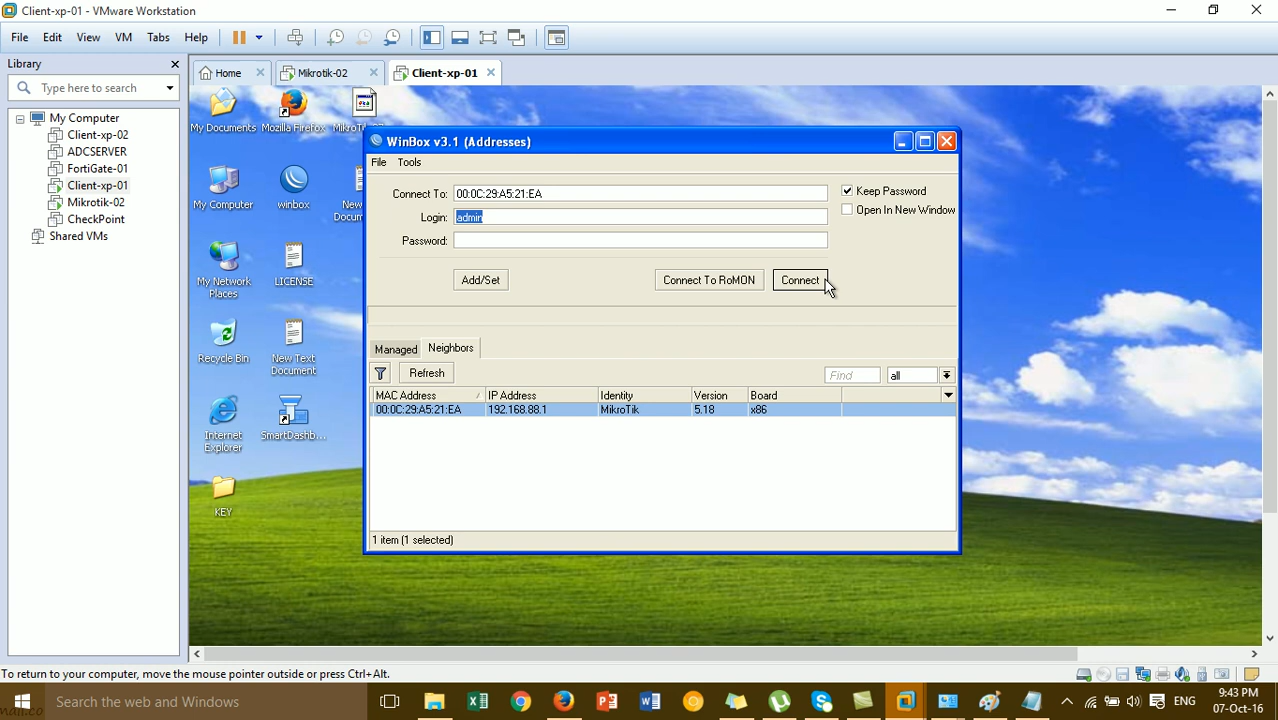 Client-xp-01 - VMware Workstation
File Edit View VM Tabs Help
Library
Type here to search
My Computer
Client-xp-02
ADCSERVER
FortiGate-01
Client-xp-01
Mikrotik-02
CheckPoint
Shared VMs
Home
Mikrotik-02
Client-xp-01
My Documents
Mozilla Firefox
My Computer
winbox
New
Docum
My Network
Places
LICENSE
Recycle Bin
New Text
Document
Internet
Explorer
SmartDashb...
KEY
WinBox v3.1 (Addresses)
File Tools
Connect To: 00:0C:29:A5:21:EA
Keep Password
Login: admin
Open In New Window
Password:
Add/Set
Connect To RoMON
Connect
Managed
Neighbors
Refresh
Find
all
MAC Address IP Address Identity Version Board
00:0C:29:A5:21:EA 192.168.88.1 MikroTik 5.18 x86
1 item (1 selected)
To return to your computer, move the mouse pointer outside or press Ctrl+Alt.
Search the web and Windows
ENG
9:43 PM
07-Oct-16